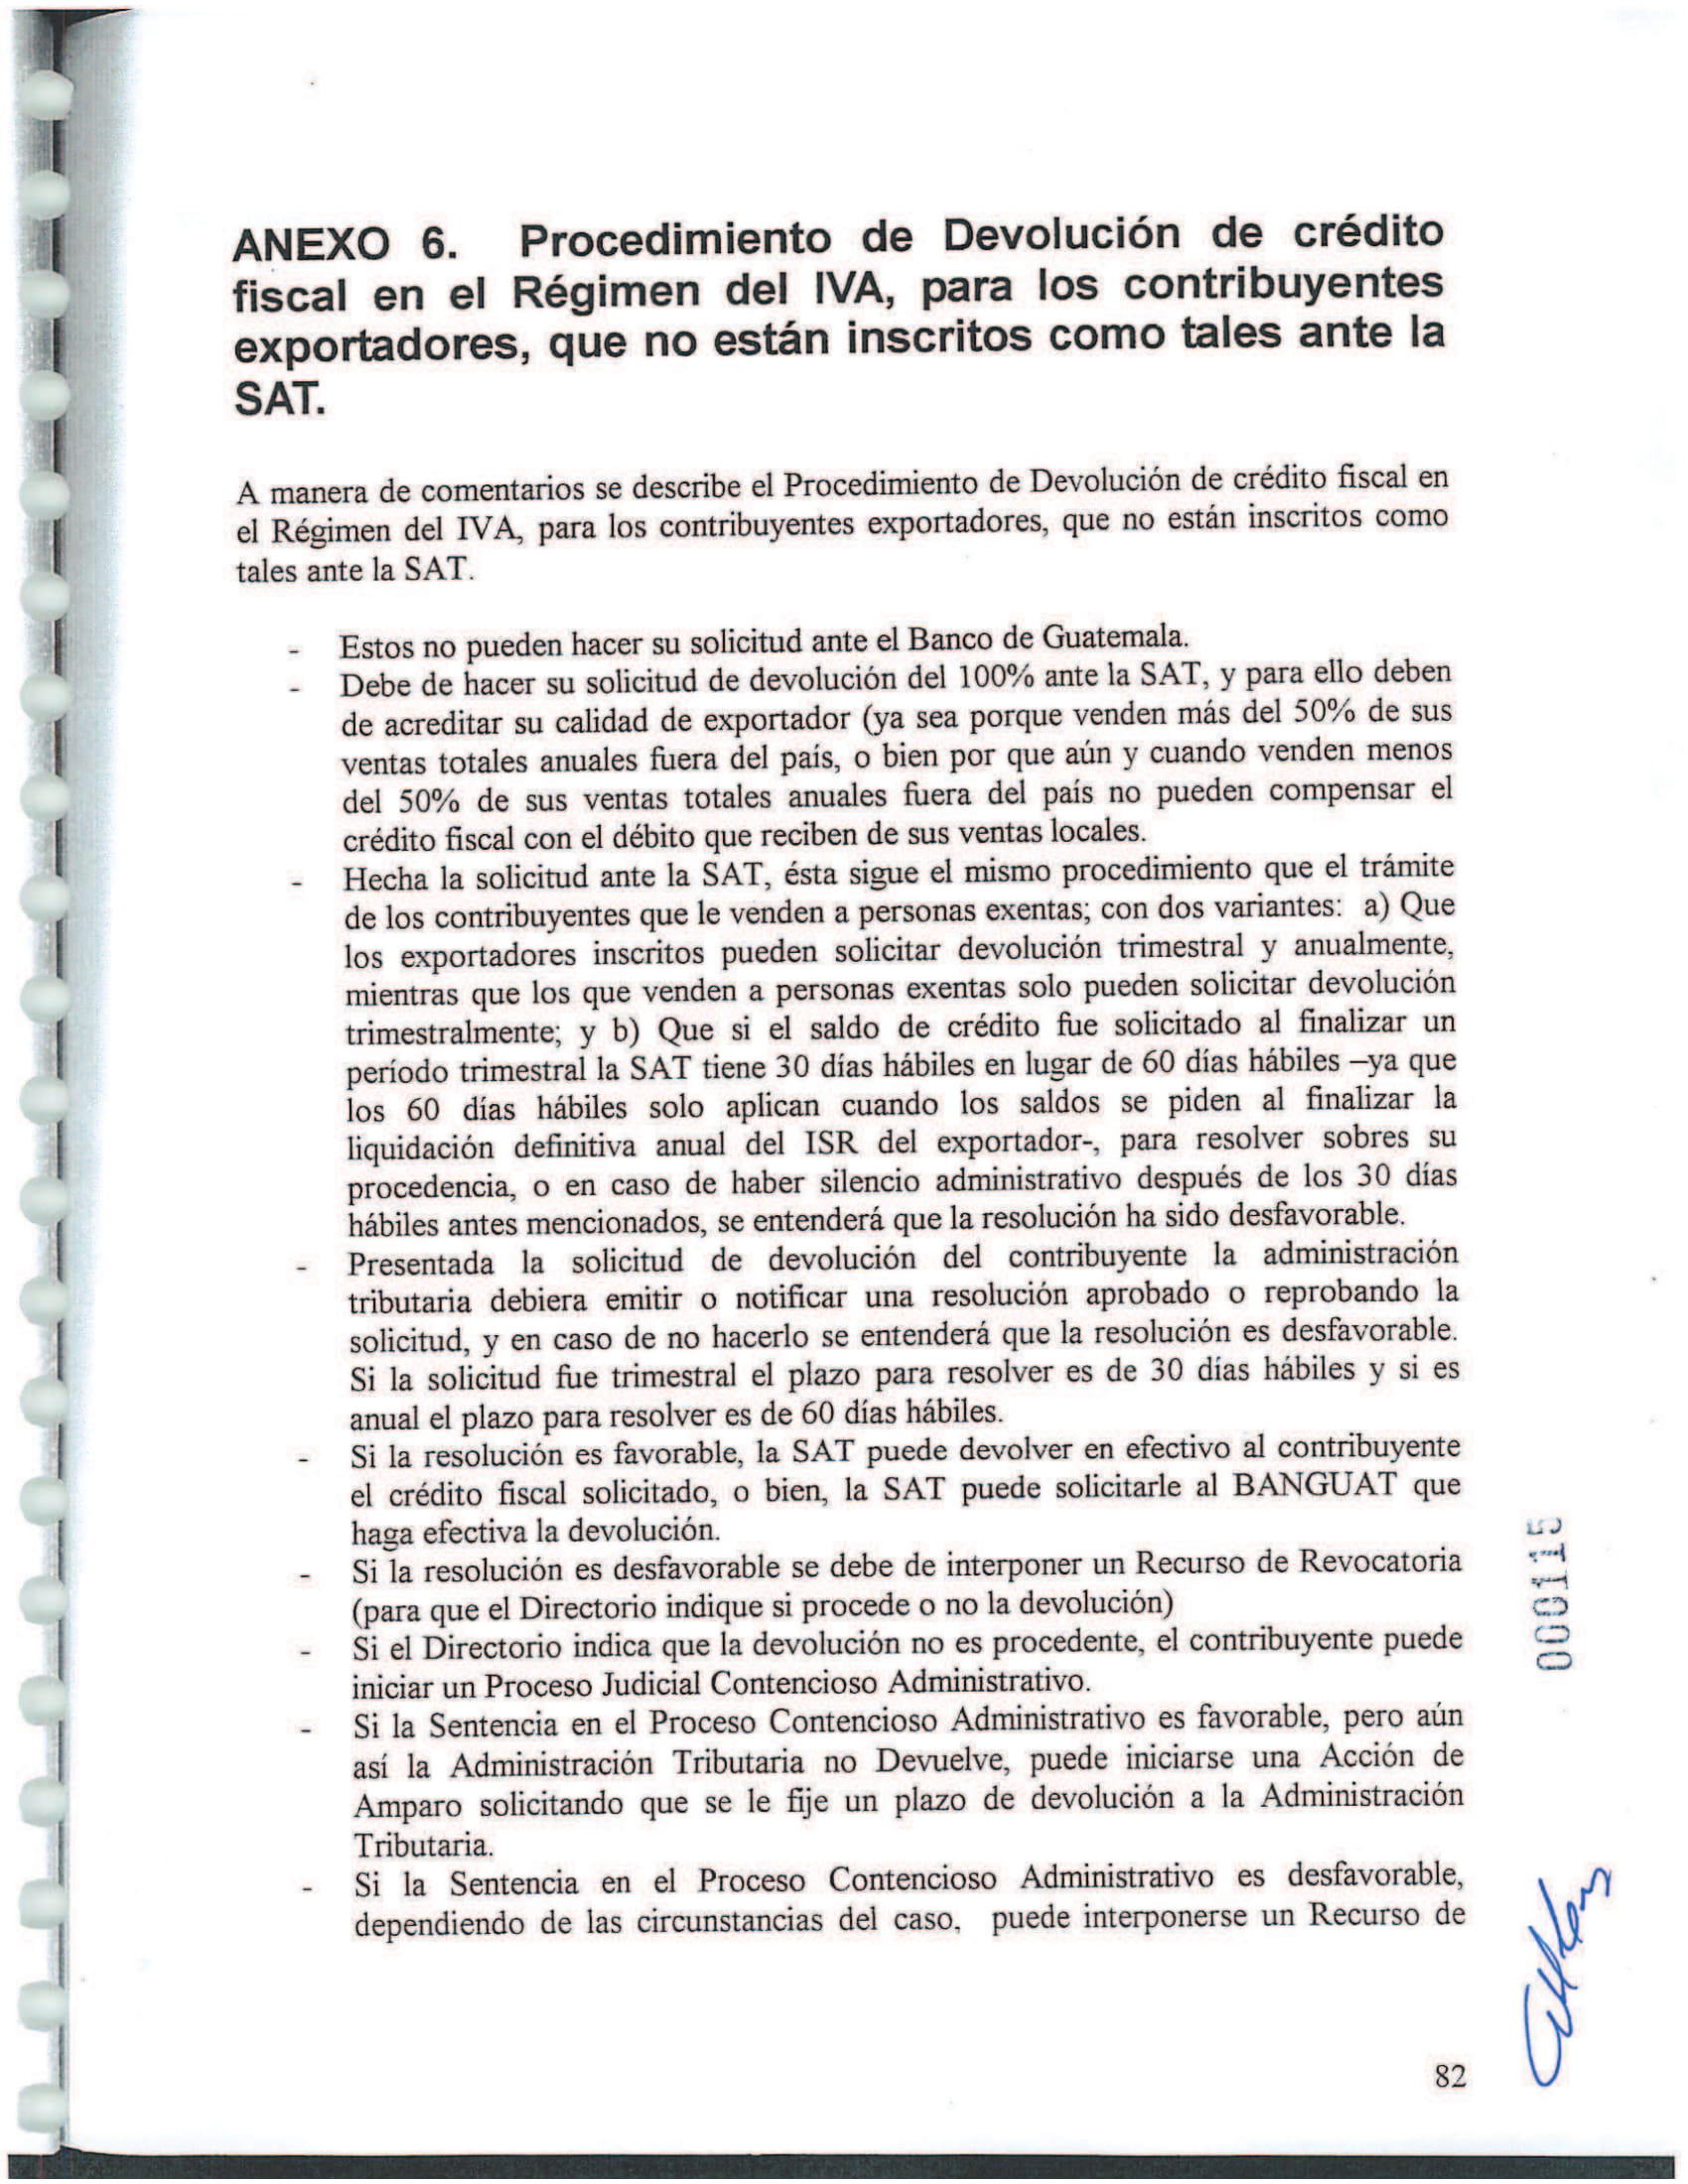 ANEXO 6. Procedimiento de Devolución de crédito
fiscal en el Régimen del IVA, para los contribuyentes
exportadores, que no están inscritos como tales ante la
SAT.
A manera de comentarios se describe el Procedimiento de Devolución de crédito fiscal en
el Régimen del IVA, para los contribuyentes exportadores, que no están inscritos como
tales ante la SAT.
- Estos no pueden hacer su solicitud ante el Banco de Guatemala.
- Debe de hacer su solicitud de devolución del 100% ante la SAT, y para ello deben
de acreditar su calidad de exportador (ya sea porque venden más del 50% de sus
ventas totales anuales fuera del país, o bien por que aún y cuando venden menos
del 50% de sus ventas totales anuales fuera del país no pueden compensar el
crédito fiscal con el débito que reciben de sus ventas locales.
- Hecha la solicitud ante la SAT, ésta sigue el mismo procedimiento que el trámite
de los contribuyentes que le venden a personas exentas; con dos variantes: a) Que
los exportadores inscritos pueden solicitar devolución trimestral y anualmente,
mientras que los que venden a personas exentas solo pueden solicitar devolución
trimestralmente; y b) Que si el saldo de crédito fue solicitado al finalizar un
período trimestral la SAT tiene 30 días hábiles en lugar de 60 días hábiles –ya que
los 60 días hábiles solo aplican cuando los saldos se piden al finalizar la
liquidación definitiva anual del ISR del exportador-, para resolver sobres su
procedencia, o en caso de haber silencio administrativo después de los 30 días
hábiles antes mencionados, se entenderá que la resolución ha sido desfavorable.
- Presentada la solicitud de devolución del contribuyente la administración
tributaria debiera emitir o notificar una resolución aprobado o reprobando la
solicitud, y en caso de no hacerlo se entenderá que la resolución es desfavorable.
Si la solicitud fue trimestral el plazo para resolver es de 30 días hábiles y si es
anual el plazo para resolver es de 60 días hábiles.
- Si la resolución es favorable, la SAT puede devolver en efectivo al contribuyente
el crédito fiscal solicitado, o bien, la SAT puede solicitarle al BANGUAT que
haga efectiva la devolución.
- Si la resolución es desfavorable se debe de interponer un Recurso de Revocatoria
(para que el Directorio indique si procede o no la devolución)
- Si el Directorio indica que la devolución no es procedente, el contribuyente puede
iniciar un Proceso Judicial Contencioso Administrativo.
- Si la Sentencia en el Proceso Contencioso Administrativo es favorable, pero aún
así la Administración Tributaria no Devuelve, puede iniciarse una Acción de
Amparo solicitando que se le fije un plazo de devolución a la Administración
Tributaria.
- Si la Sentencia en el Proceso Contencioso Administrativo es desfavorable,
dependiendo de las circunstancias del caso, puede interponerse un Recurso de
000115
82